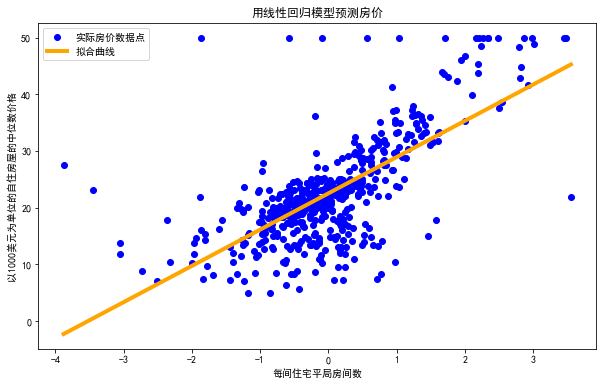 用线性回归模型预测房价
实际房价数据点
拟合曲线
以1000美元为单位的自住房屋的中位数价格
50
40
30
20
10
0
−4 −3 −2 −1 0 1 2 3
每间住宅平局房间数